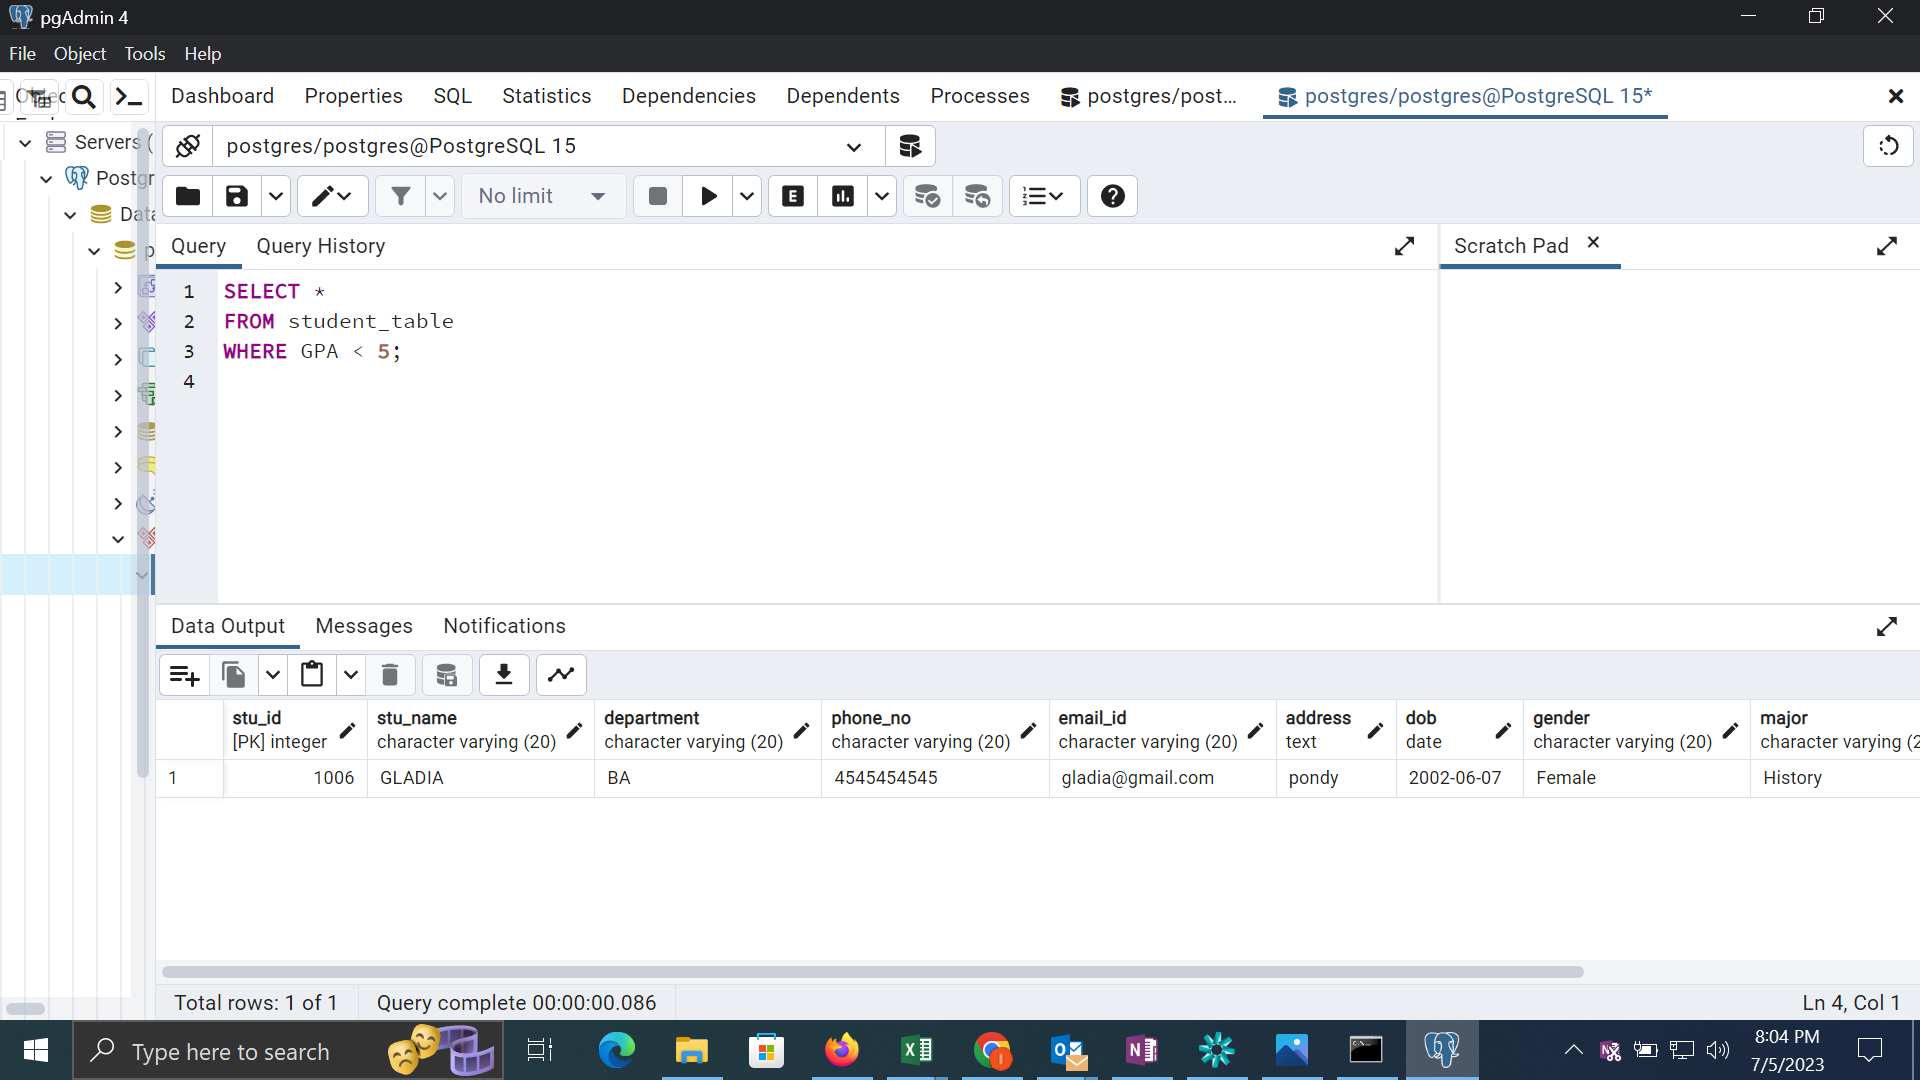 pgAdmin 4
File Object Tools Help
Dashboard Properties SQL Statistics Dependencies Dependents Processes postgres/post... postgres/postgres@PostgreSQL 15*
Servers (
postgres/postgres@PostgreSQL 15
Postgr
No limit
Data
p
Query Query History
Scratch Pad
1 SELECT *
2 FROM student_table
3 WHERE GPA < 5;
4
Data Output Messages Notifications
stu_id stu_name department phone_no email_id address dob gender major
[PK] integer character varying (20) character varying (20) character varying (20) character varying (20) text date character varying (20) character varying (2
1 1006 GLADIA BA 4545454545 gladia@gmail.com pondy 2002-06-07 Female History
Total rows: 1 of 1 Query complete 00:00:00.086 Ln 4, Col 1
Type here to search
8:04 PM
7/5/2023